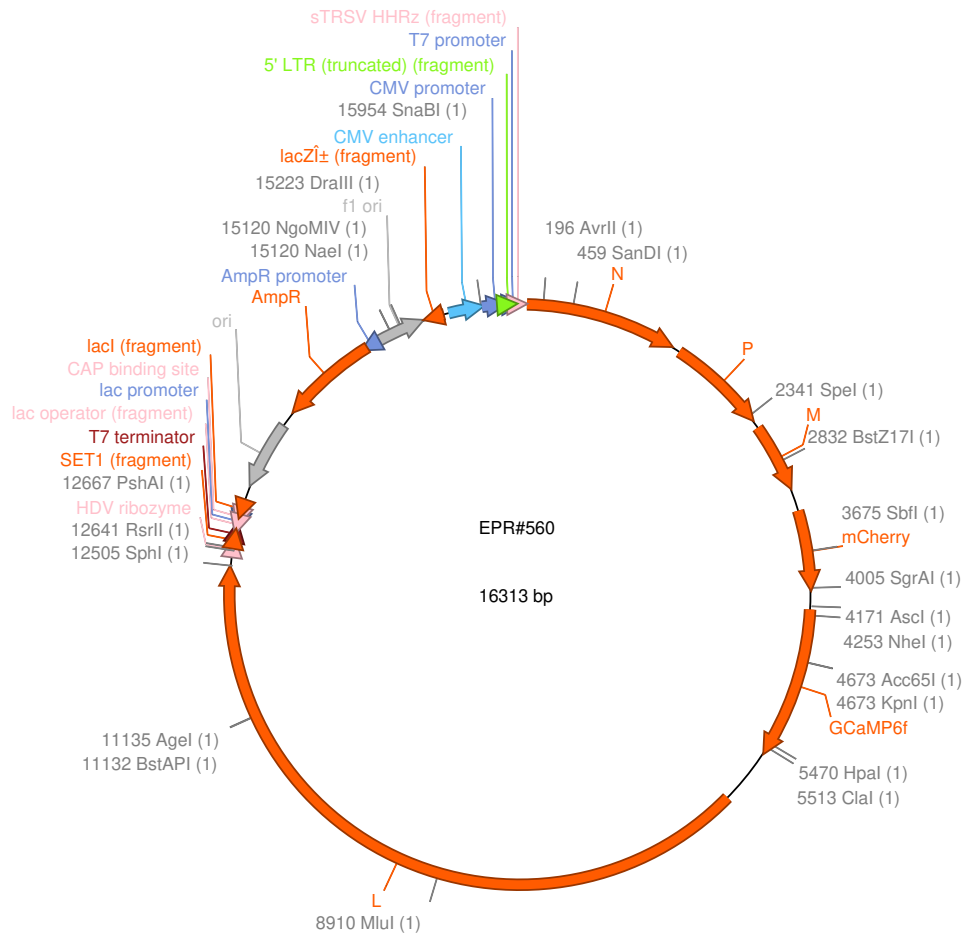 sTRSV HHRz (fragment)
T7 promoter
5' LTR (truncated) (fragment)
CMV promoter
15954 SnaBI (1)
CMV enhancer
lacZÎ± (fragment)
15223 DraIII (1)
f1 ori
15120 NgoMIV (1)
15120 NaeI (1)
AmpR promoter
AmpR
ori
lacI (fragment)
CAP binding site
lac promoter
lac operator (fragment)
T7 terminator
SET1 (fragment)
12667 PshAI (1)
HDV ribozyme
12641 RsrII (1)
12505 SphI (1)
196 AvrII (1)
459 SanDI (1)
N
P
2341 SpeI (1)
M
2832 BstZ17I (1)
3675 SbfI (1)
mCherry
4005 SgrAI (1)
4171 AscI (1)
4253 NheI (1)
4673 Acc65I (1)
4673 KpnI (1)
GCaMP6f
5470 HpaI (1)
5513 ClaI (1)
EPR#560
16313 bp
11135 AgeI (1)
11132 BstAPI (1)
L
8910 MluI (1)